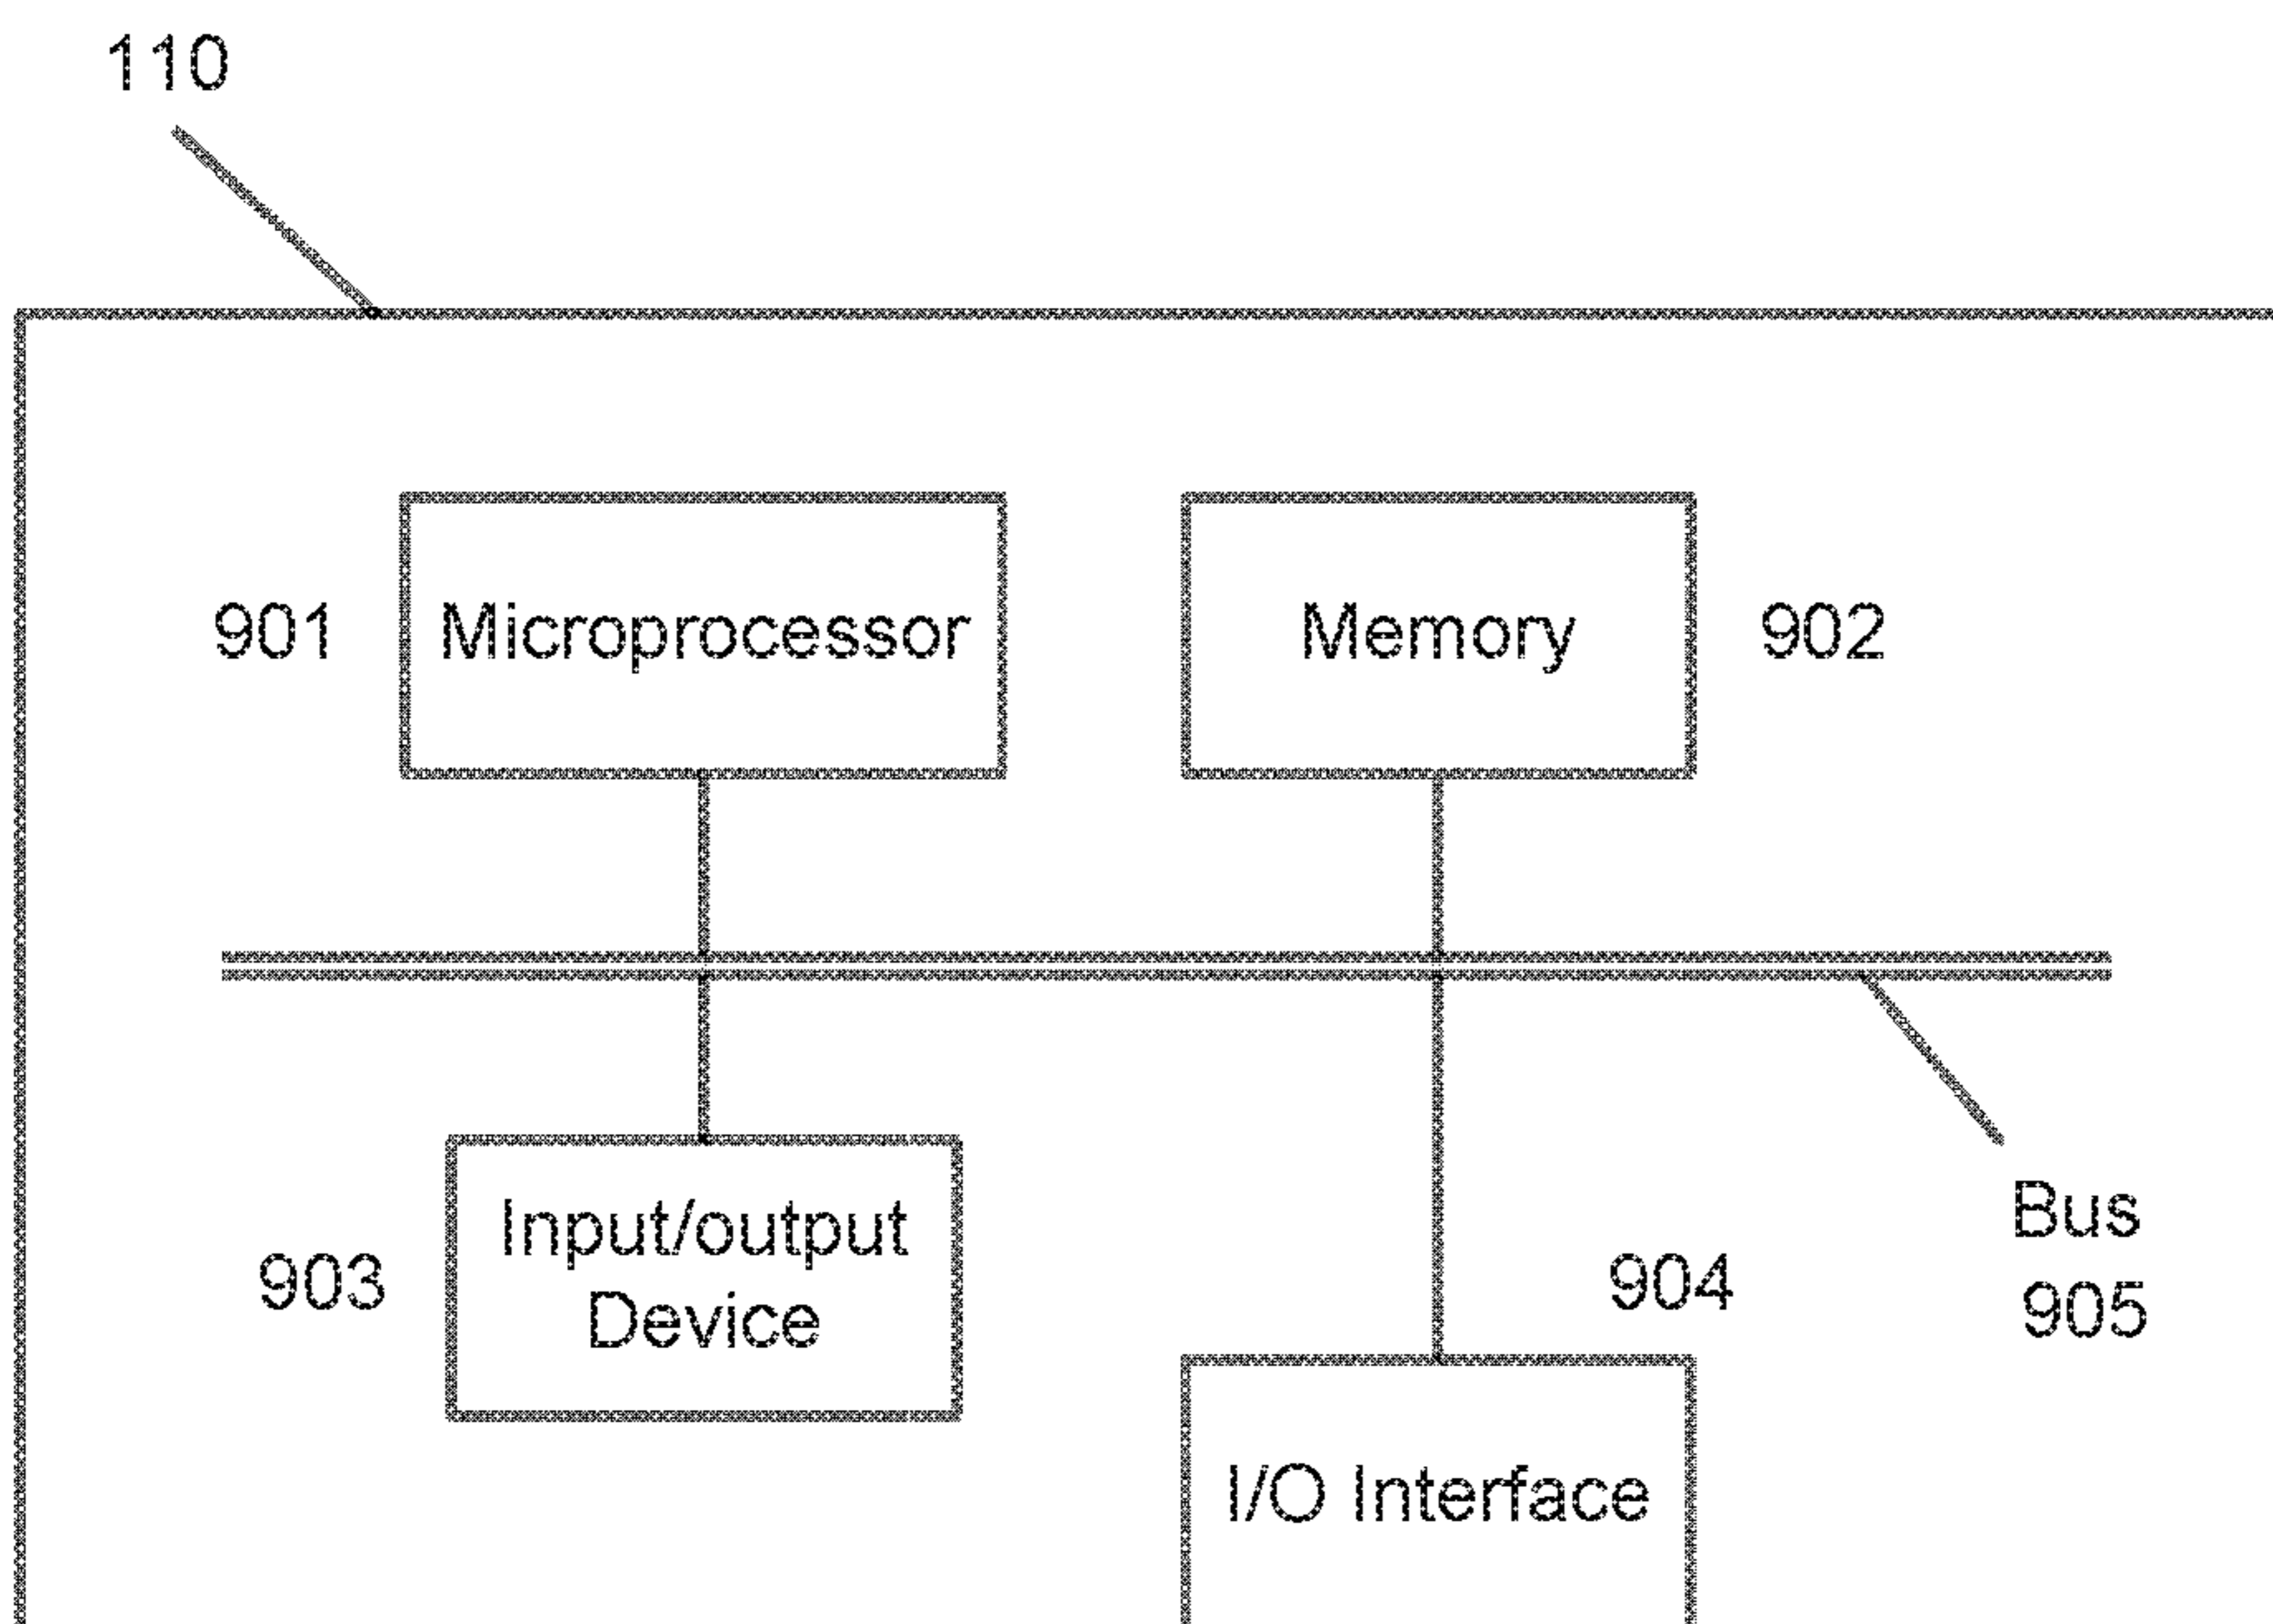 110
901 Microprocessor
Memory 902
903
Input/output
Device
904
Bus
905
I/O Interface